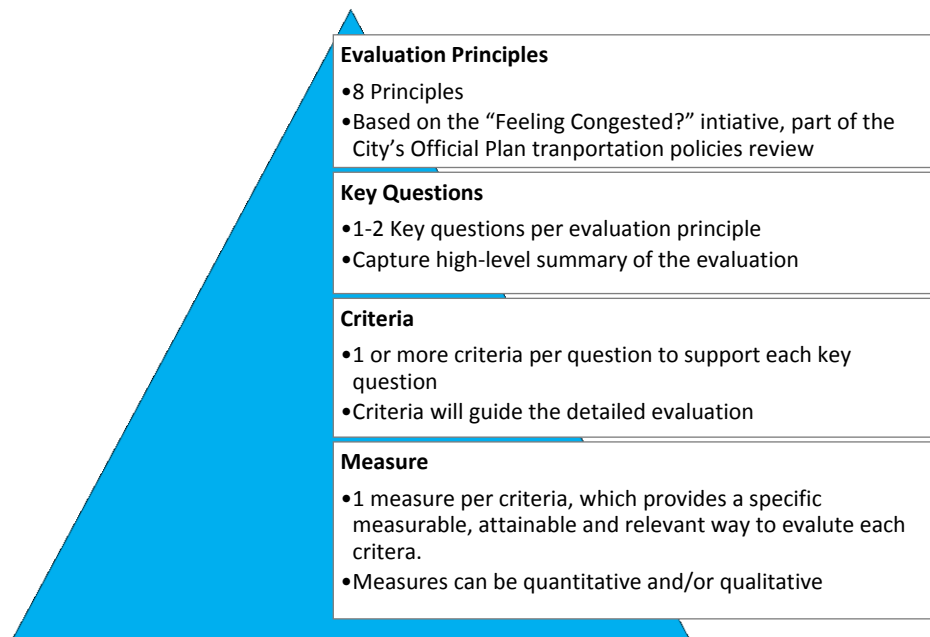 Evaluation Principles
•8 Principles
•Based on the “Feeling Congested?” intiative, part of the
City’s Official Plan tranportation policies review
Key Questions
•1-2 Key questions per evaluation principle
•Capture high-level summary of the evaluation
Criteria
•1 or more criteria per question to support each key
question
•Criteria will guide the detailed evaluation
Measure
•1 measure per criteria, which provides a specific
measurable, attainable and relevant way to evalute each
critera.
•Measures can be quantitative and/or qualitative